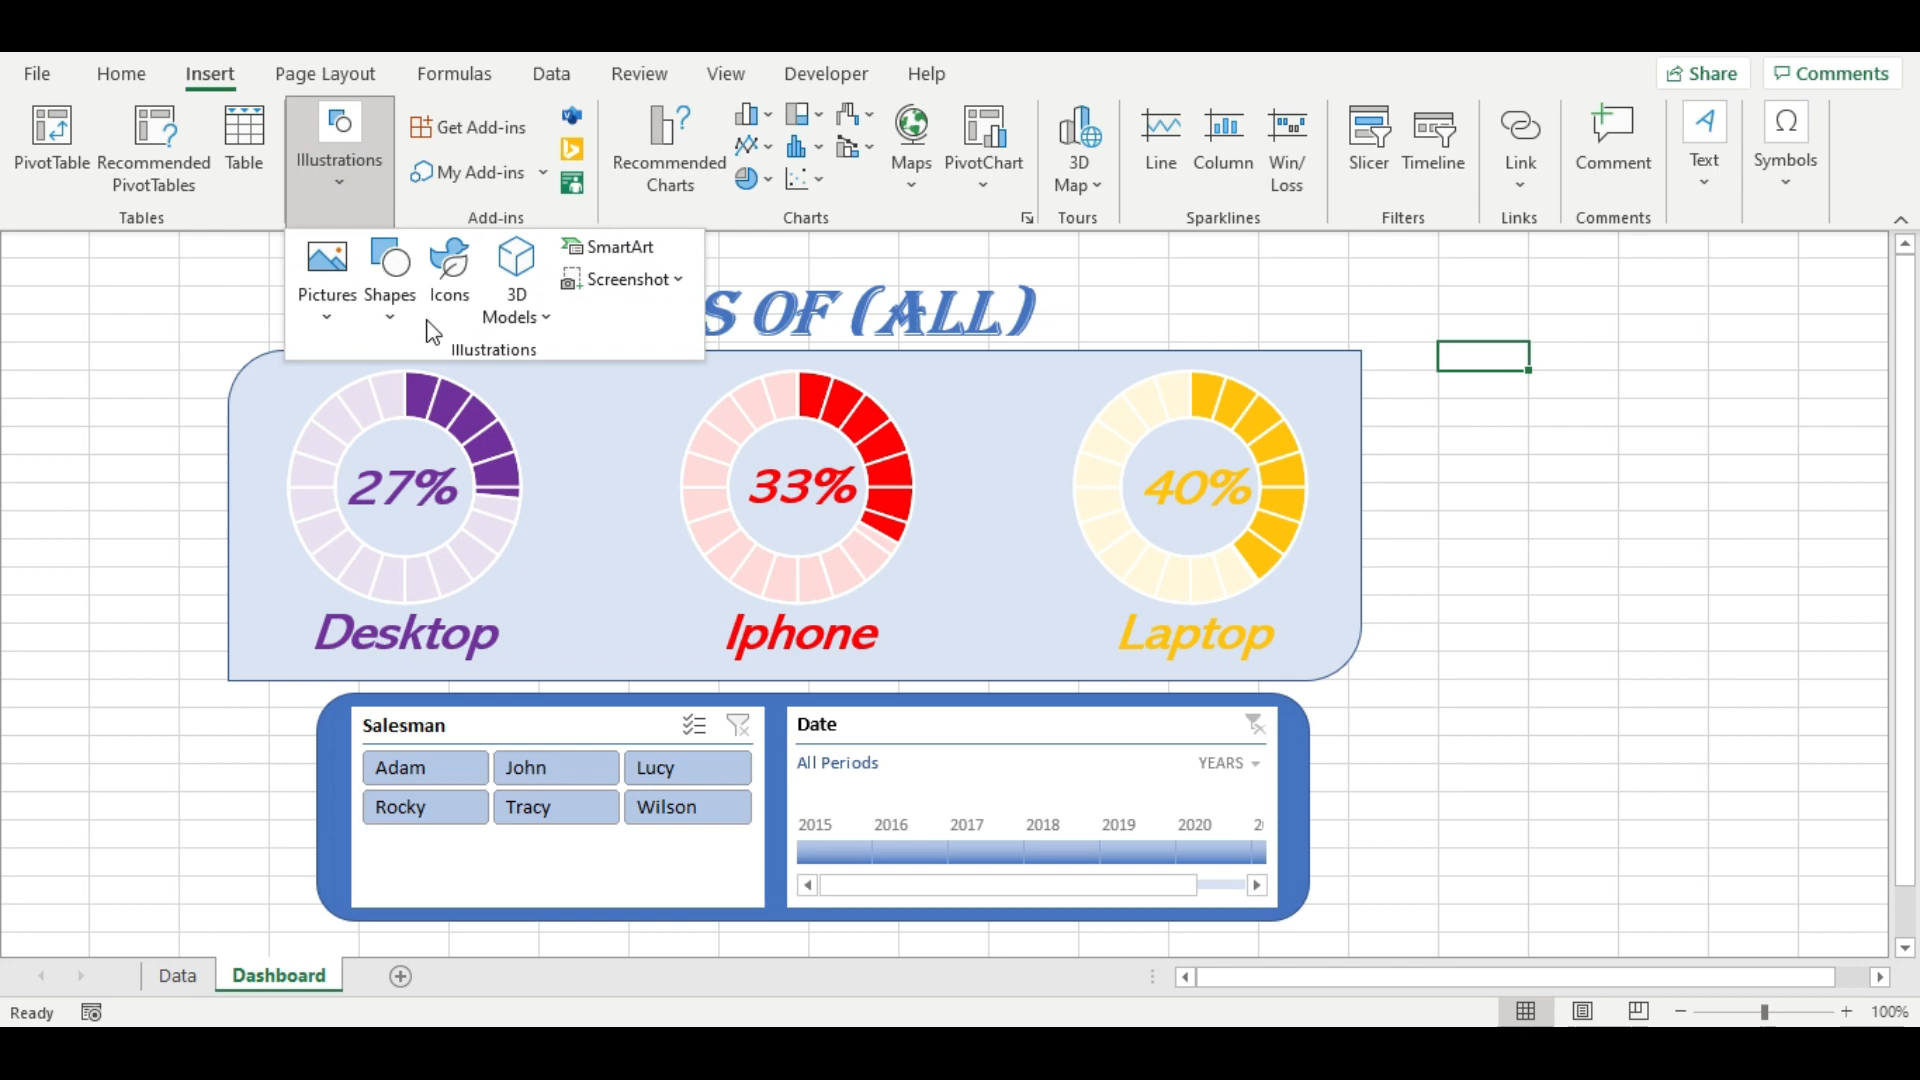 File Home Insert Page Layout Formulas Data Review View Developer Help Share Comments
PivotTable Recommended PivotTables Table
Tables
Illustrations
Get Add-ins
My Add-ins
Add-ins
Recommended Charts
Maps PivotChart
Charts
3D Map
Tours
Line Column Win/ Loss
Sparklines
Slicer Timeline
Filters
Link
Links
Comment
Comments
Text
Symbols
Pictures Shapes Icons 3D Models
SmartArt
Screenshot
Illustrations
S OF (ALL)
27% 33% 40%
Desktop Iphone Laptop
Salesman
Adam John Lucy
Rocky Tracy Wilson
Date
All Periods YEARS
2015 2016 2017 2018 2019 2020 2
Data Dashboard
Ready 100%